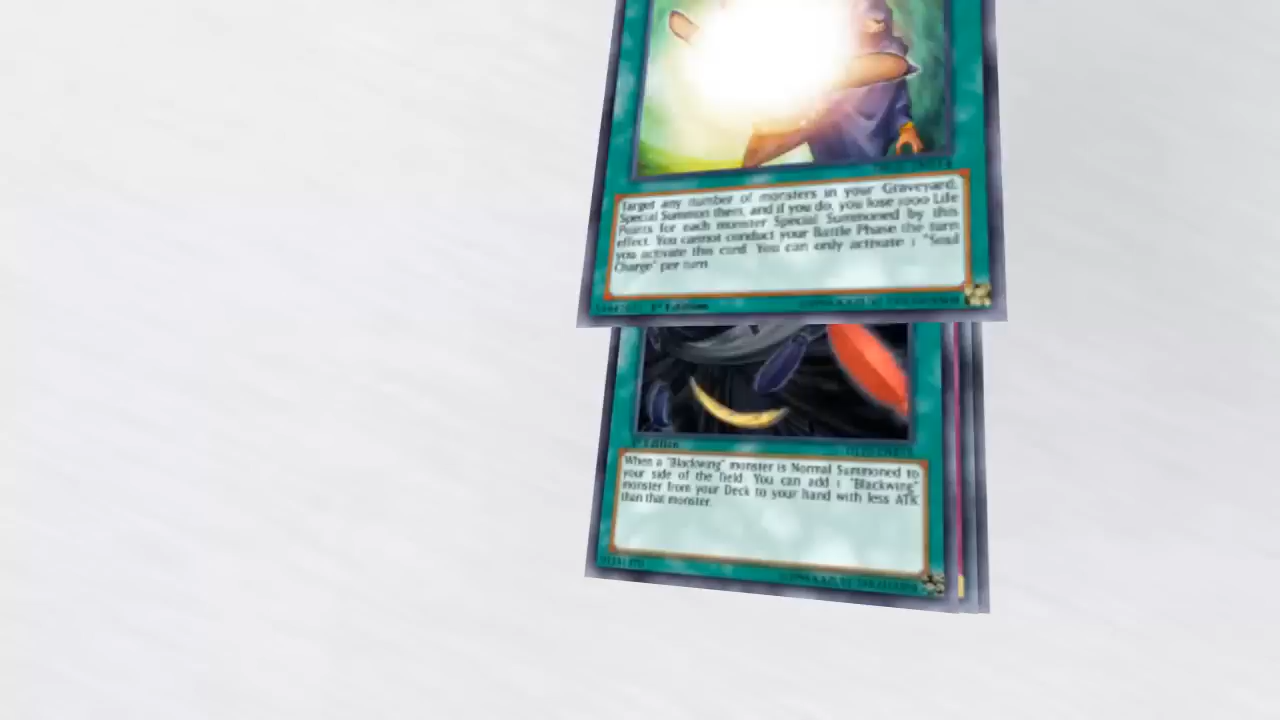 Target any number of monsters in your Graveyard;
Special Summon them, and if you do, you lose 1000 Life
Points for each monster Special Summoned by this
effect. You cannot conduct your Battle Phase the turn
you activate this card. You can only activate 1 "Soul
Charge" per turn.
1st Edition
1st Edition
When a "Blackwing" monster is Normal Summoned to
your side of the field: You can add 1 "Blackwing"
monster from your Deck to your hand with less ATK
than that monster.